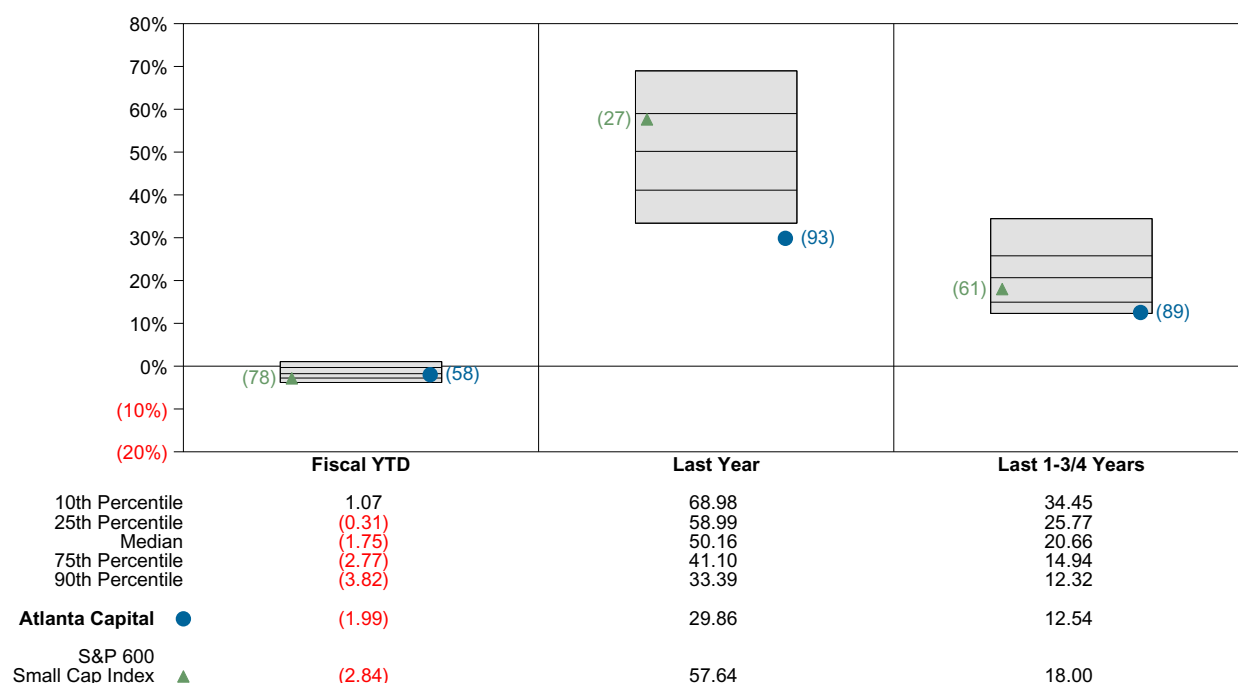 80%
70%
60%
50%
40%
30%
20%
10%
0%
(10%)
(20%)
(78)
(58)
(27)
(93)
(61)
(89)
Fiscal YTD Last Year Last 1-3/4 Years
10th Percentile 1.07 68.98 34.45
25th Percentile (0.31) 58.99 25.77
Median (1.75) 50.16 20.66
75th Percentile (2.77) 41.10 14.94
90th Percentile (3.82) 33.39 12.32
Atlanta Capital (1.99) 29.86 12.54
S&P 600
Small Cap Index (2.84) 57.64 18.00